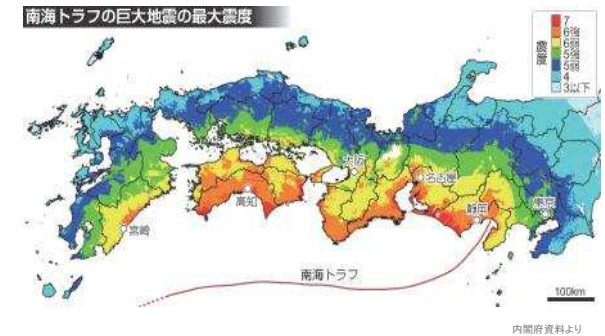 南海トラフの巨大地震の最大震度
震度
7
6強
6弱
5強
5弱
4
3以下
大阪
名古屋
東京
静岡
高知
宮崎
南海トラフ
100km
内閣府資料より